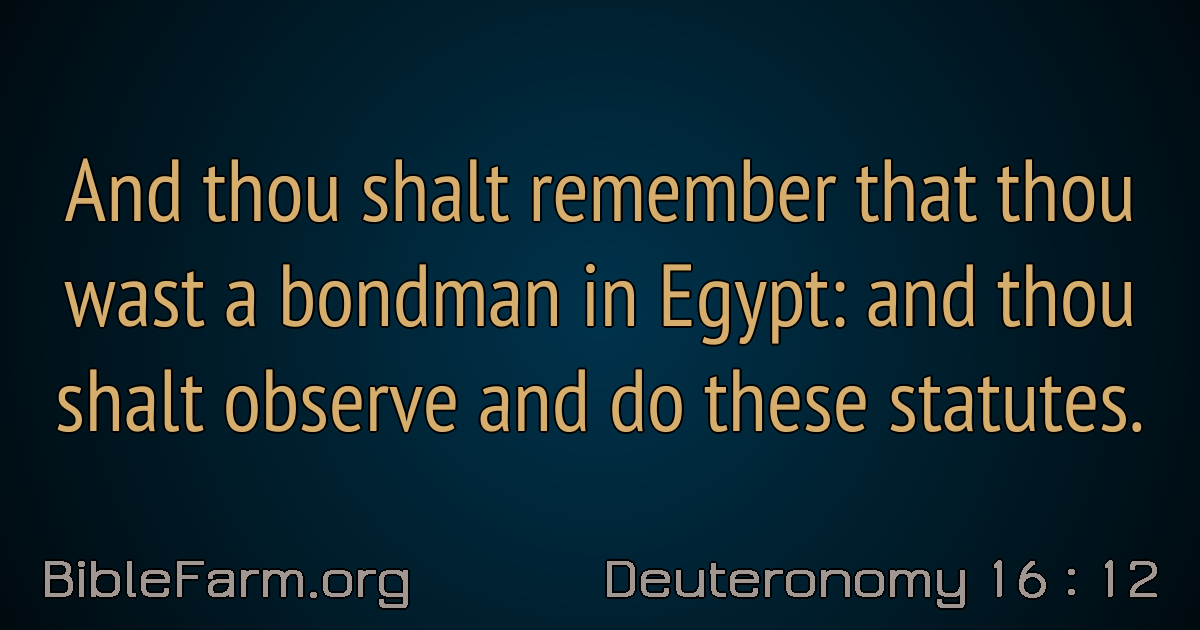 And thou shalt remember that thou
wast a bondman in Egypt: and thou
shalt observe and do these statutes.
BibleFarm.org
Deuteronomy 16 : 12